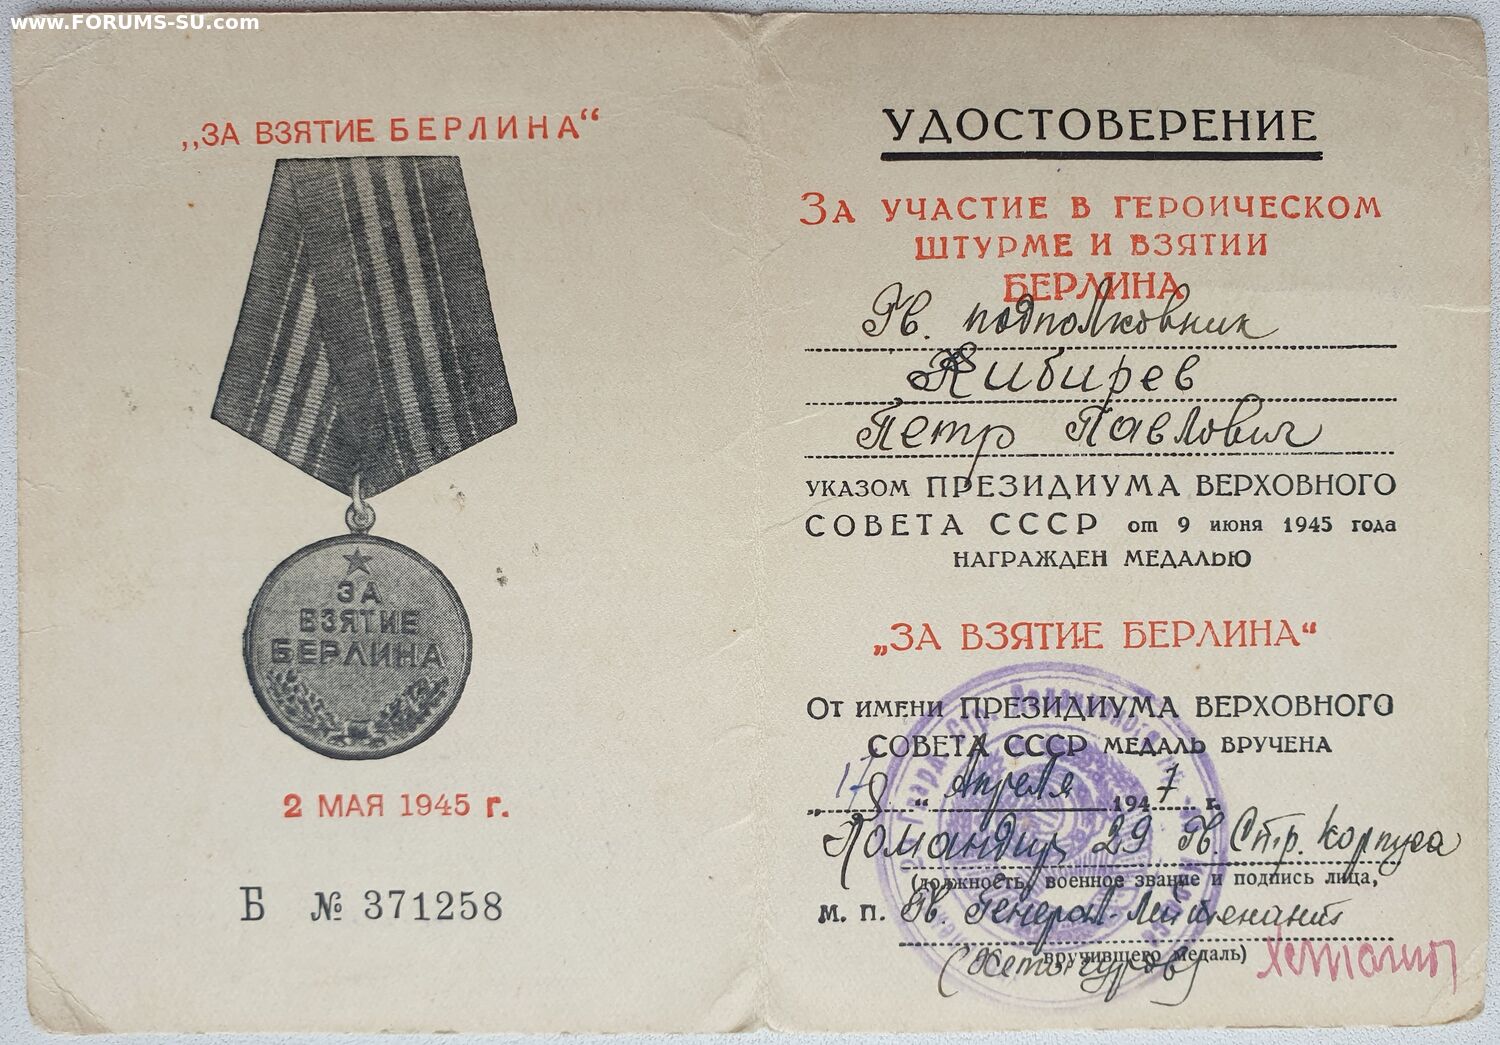 www.FORUMS-SU.com
„ЗА ВЗЯТИЕ БЕРЛИНА“
ЗА
ВЗЯТИЕ
БЕРЛИНА
2 МАЯ 1945 г.
Б № 371258
УДОСТОВЕРЕНИЕ
ЗА УЧАСТИЕ В ГЕРОИЧЕСКОМ
ШТУРМЕ И ВЗЯТИИ
БЕРЛИНА
Гв. подполковник
Кибирев
Петр Павлович
УКАЗОМ ПРЕЗИДИУМА ВЕРХОВНОГО
СОВЕТА СССР от 9 июня 1945 года
НАГРАЖДЕН МЕДАЛЬЮ
„ЗА ВЗЯТИЕ БЕРЛИНА“
ОТ ИМЕНИ ПРЕЗИДИУМА ВЕРХОВНОГО
СОВЕТА СССР МЕДАЛЬ ВРУЧЕНА
„ “ Апреля 1947 г.
Командир 29 Гв. Стр. корпуса
(должность, военное звание и подпись лица,
М. П. Гв. Генерал-Лейтенант
вручившего медаль)
(Хетагуров)